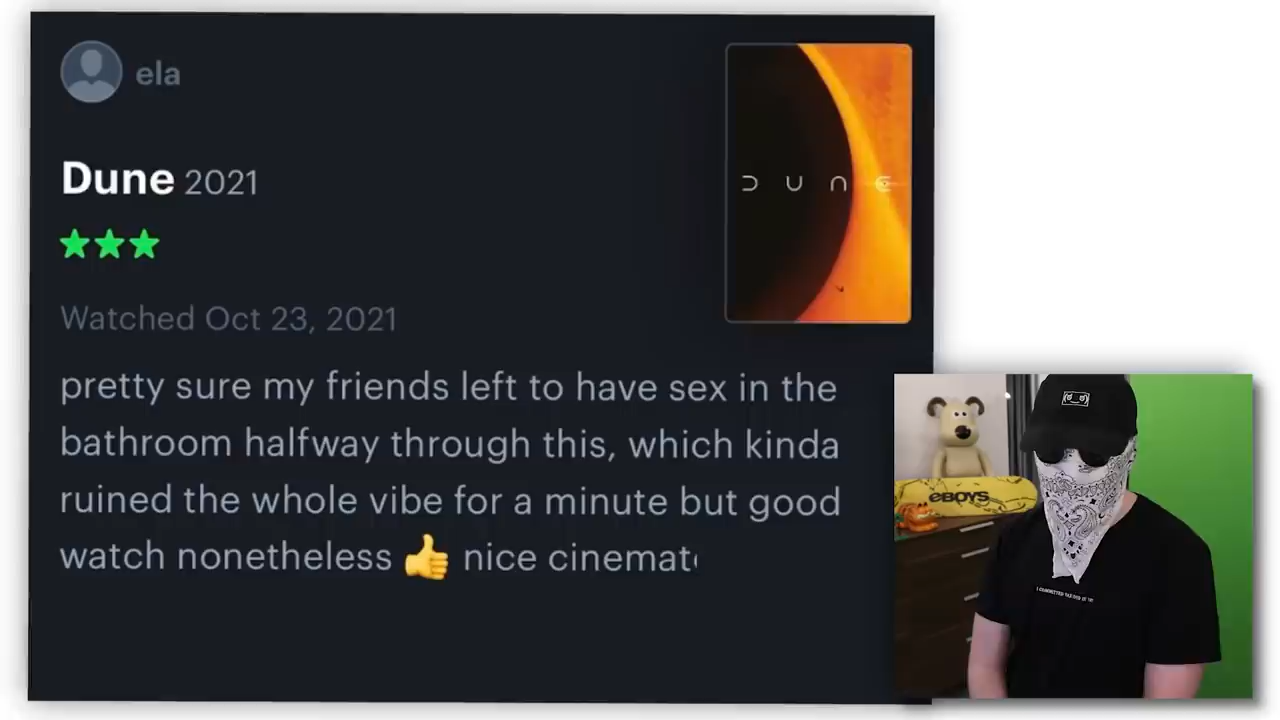 ela
Dune 2021
Watched Oct 23, 2021
pretty sure my friends left to have sex in the
bathroom halfway through this, which kinda
ruined the whole vibe for a minute but good
watch nonetheless 👍 nice cinemat
DUNE
eBOYS